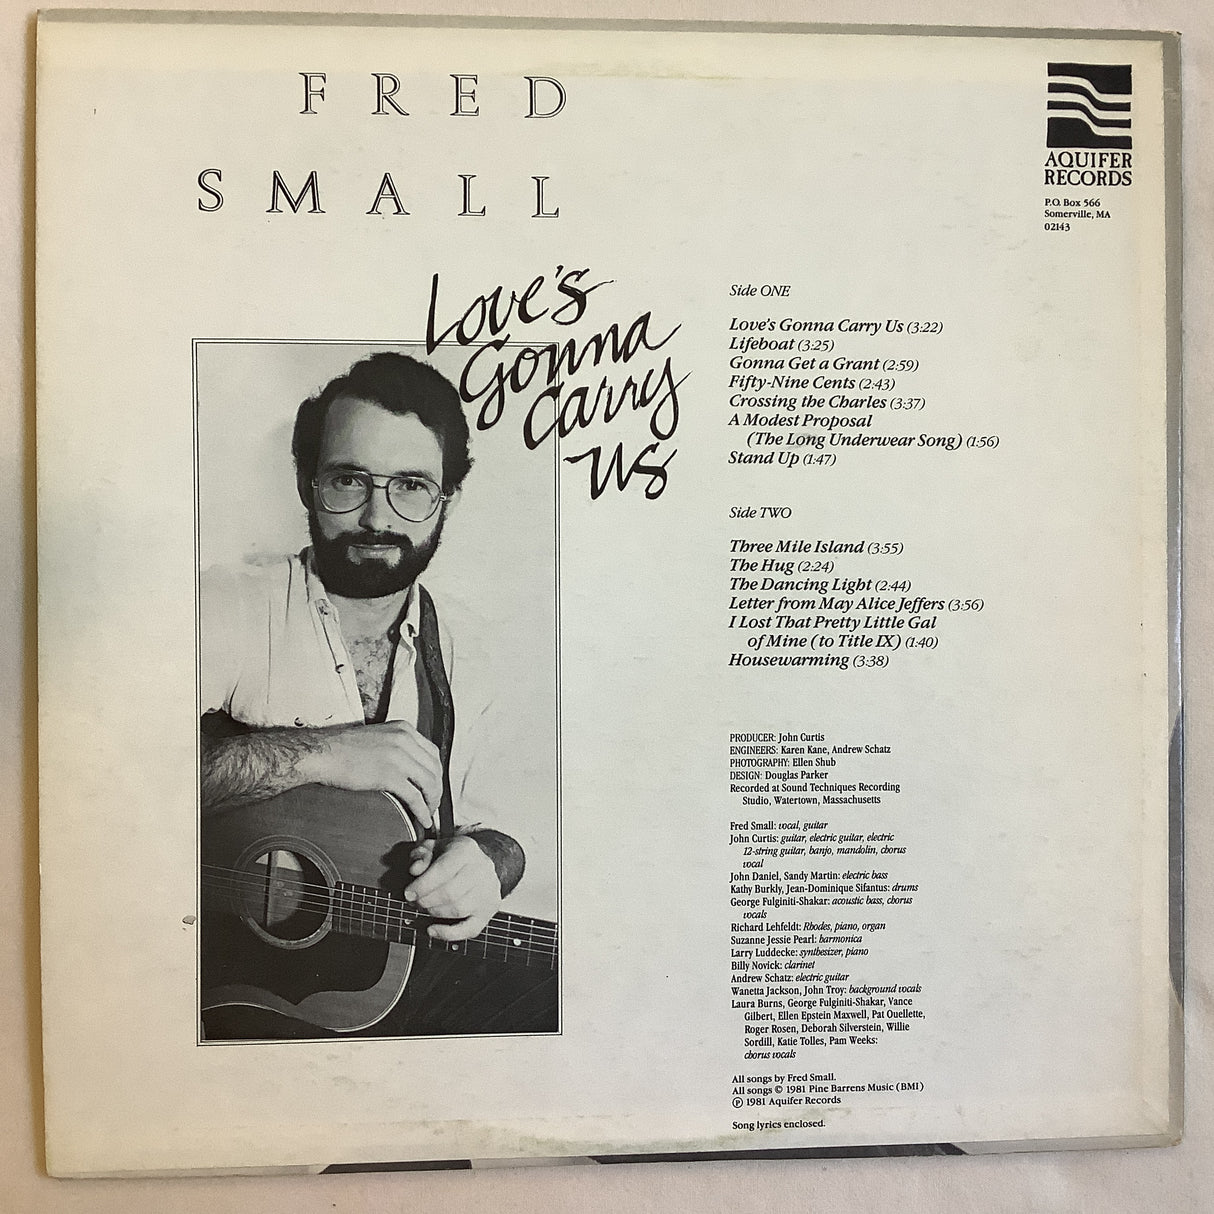 FRED
SMALL
Love's
Gonna
Carry
Us
AQUIFER
RECORDS
P.O. Box 566
Somerville, MA
02143
Side ONE
Love's Gonna Carry Us (3:22)
Lifeboat (3:25)
Gonna Get a Grant (2:59)
Fifty-Nine Cents (2:43)
Crossing the Charles (3:37)
A Modest Proposal
(The Long Underwear Song) (1:56)
Stand Up (1:47)
Side TWO
Three Mile Island (3:55)
The Hug (2:24)
The Dancing Light (2:44)
Letter from May Alice Jeffers (3:56)
I Lost That Pretty Little Gal
of Mine (to Title IX) (1:40)
Housewarming (3:38)
PRODUCER: John Curtis
ENGINEERS: Karen Kane, Andrew Schatz
PHOTOGRAPHY: Ellen Shub
DESIGN: Douglas Parker
Recorded at Sound Techniques Recording
Studio, Watertown, Massachusetts
Fred Small: vocal, guitar
John Curtis: guitar, electric guitar, electric
12-string guitar, banjo, mandolin, chorus
vocal
John Daniel, Sandy Martin: electric bass
Kathy Burkly, Jean-Dominique Sifantus: drums
George Fulginiti-Shakar: acoustic bass, chorus
vocals
Richard Lehfeldt: Rhodes, piano, organ
Suzanne Jessie Pearl: harmonica
Larry Luddecke: synthesizer, piano
Billy Novick: clarinet
Andrew Schatz: electric guitar
Wanetta Jackson, John Troy: background vocals
Laura Burns, George Fulginiti-Shakar, Vance
Gilbert, Ellen Epstein Maxwell, Pat Ouellette,
Roger Rosen, Deborah Silverstein, Willie
Sordill, Katie Tolles, Pam Weeks:
chorus vocals
All songs by Fred Small.
All songs © 1981 Pine Barrens Music (BMI)
℗ 1981 Aquifer Records
Song lyrics enclosed.